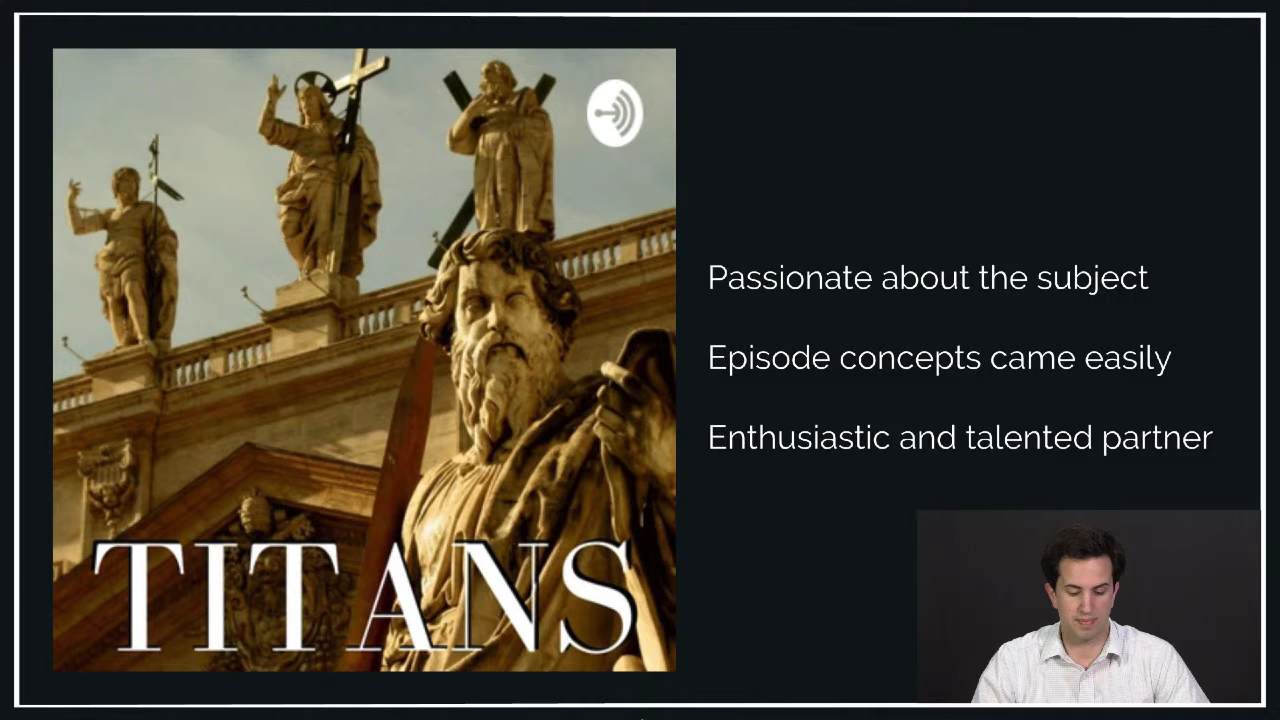 TITANS
Passionate about the subject
Episode concepts came easily
Enthusiastic and talented partner